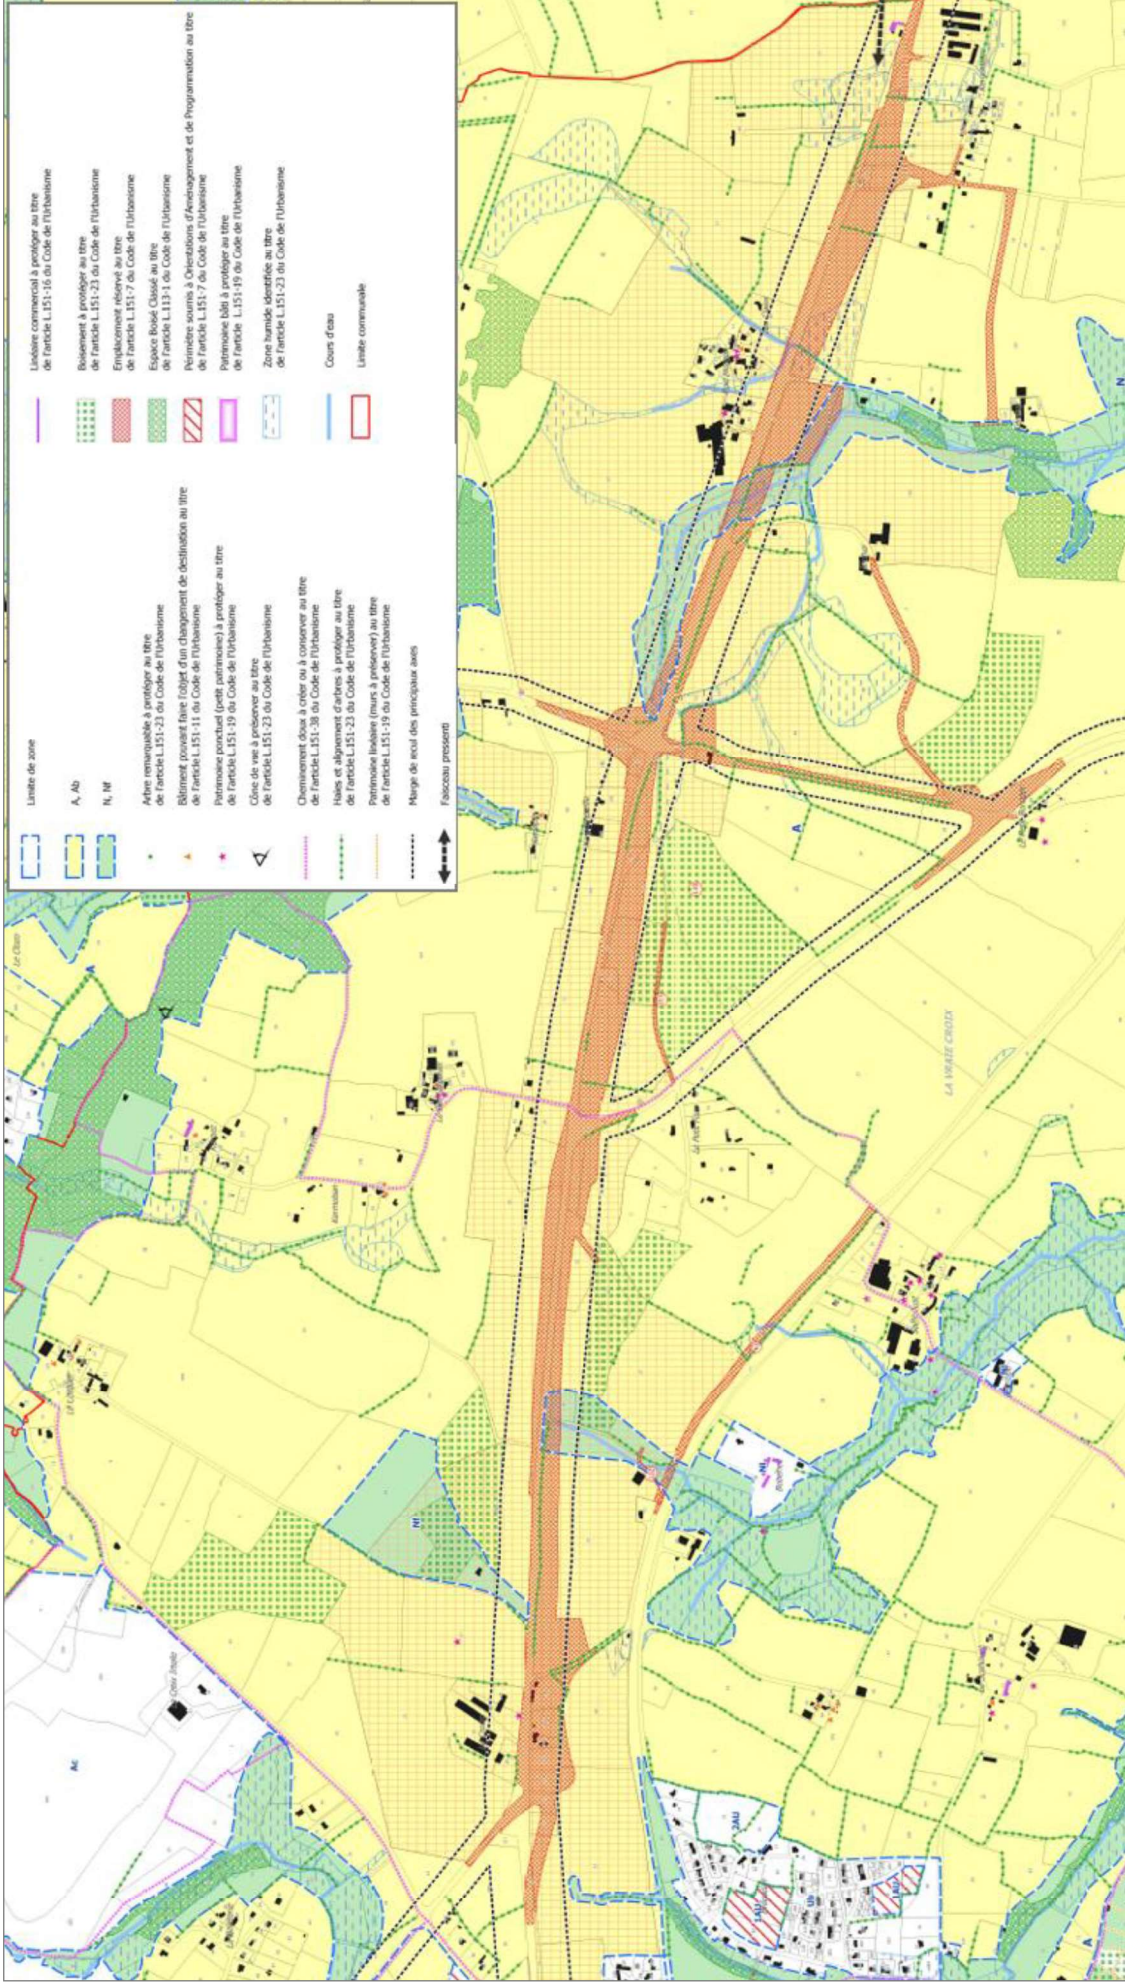 Limite de zone
A, Ab
N, Nf
Arbre remarquable à protéger au titre
de l'article L.151-23 du Code de l'Urbanisme
Bâtiment pouvant faire l'objet d'un changement de destination au titre
de l'article L.151-11 du Code de l'Urbanisme
Patrimoine ponctuel (petit patrimoine) à protéger au titre
de l'article L.151-19 du Code de l'Urbanisme
Cône de vue à préserver au titre
de l'article L.151-23 du Code de l'Urbanisme
Cheminement doux à créer ou à conserver au titre
de l'article L.151-38 du Code de l'Urbanisme
Haies et alignement d'arbres à protéger au titre
de l'article L.151-23 du Code de l'Urbanisme
Patrimoine linéaire (murs à préserver) au titre
de l'article L.151-19 du Code de l'Urbanisme
Marge de recul des principaux axes
Faisceau pressenti
Linéaire commercial à protéger au titre
de l'article L.151-16 du Code de l'Urbanisme
Boisement à protéger au titre
de l'article L.151-23 du Code de l'Urbanisme
Emplacement réservé au titre
de l'article L.151-7 du Code de l'Urbanisme
Espace Boisé Classé au titre
de l'article L.113-1 du Code de l'Urbanisme
Périmètre soumis à Orientations d'Aménagement et de Programmation au titre
de l'article L.151-7 du Code de l'Urbanisme
Patrimoine bâti à protéger au titre
de l'article L.151-19 du Code de l'Urbanisme
Zone humide identifiée au titre
de l'article L.151-23 du Code de l'Urbanisme
Cours d'eau
Limite communale
A
A
LA VRAIE CROIX
2AU
1AU
A
N